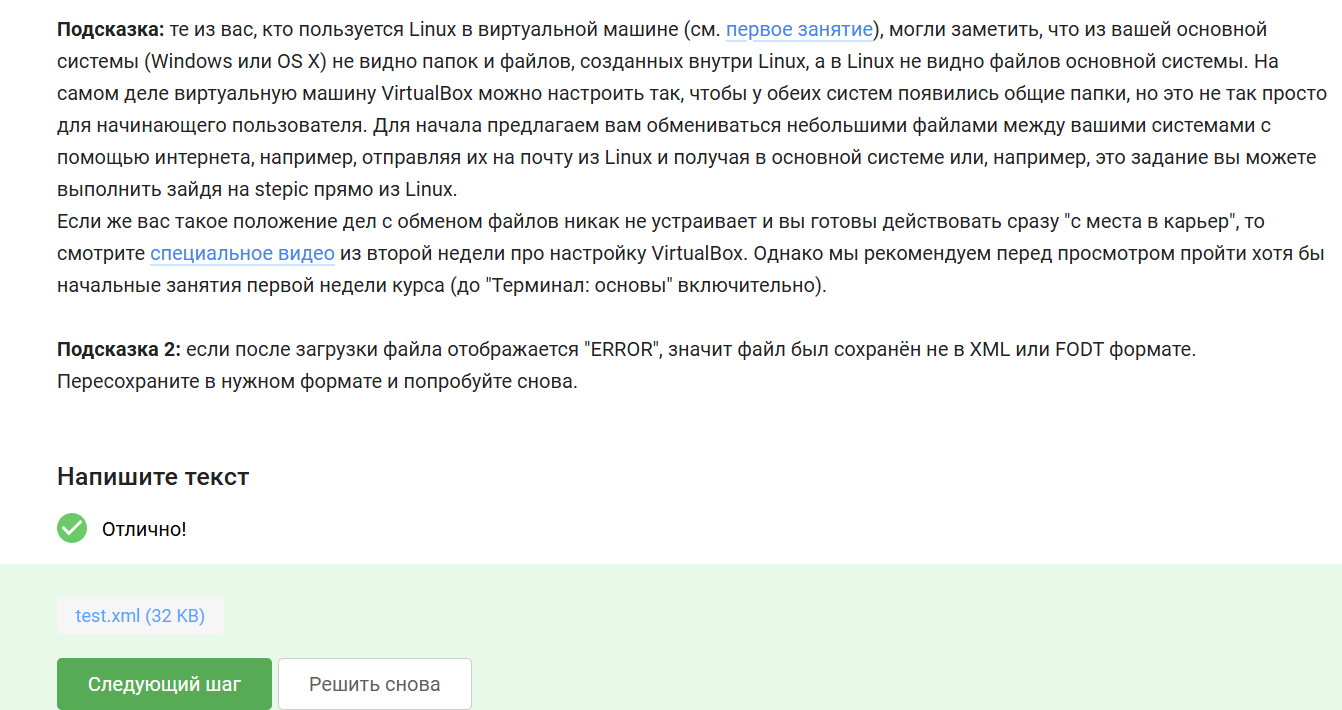 Подсказка: те из вас, кто пользуется Linux в виртуальной машине (см. первое занятие), могли заметить, что из вашей основной
системы (Windows или OS X) не видно папок и файлов, созданных внутри Linux, а в Linux не видно файлов основной системы. На
самом деле виртуальную машину VirtualBox можно настроить так, чтобы у обеих систем появились общие папки, но это не так просто
для начинающего пользователя. Для начала предлагаем вам обмениваться небольшими файлами между вашими системами с
помощью интернета, например, отправляя их на почту из Linux и получая в основной системе или, например, это задание вы можете
выполнить зайдя на stepic прямо из Linux.
Если же вас такое положение дел с обменом файлов никак не устраивает и вы готовы действовать сразу "с места в карьер", то
смотрите специальное видео из второй недели про настройку VirtualBox. Однако мы рекомендуем перед просмотром пройти хотя бы
начальные занятия первой недели курса (до "Терминал: основы" включительно).
Подсказка 2: если после загрузки файла отображается "ERROR", значит файл был сохранён не в XML или FODT формате.
Пересохраните в нужном формате и попробуйте снова.
Напишите текст
Отлично!
test.xml (32 KB)
Следующий шаг
Решить снова